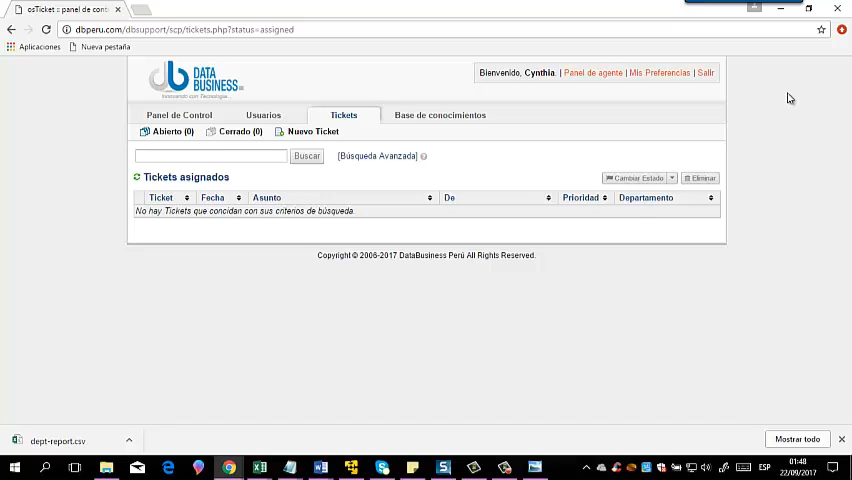 osTicket :: panel de cont
dbperu.com/dbsupport/scp/tickets.php?status=assigned
Aplicaciones Nueva pestaña
DATA
BUSINESS
Innovando con Tecnología...
Bienvenido, Cynthia. | Panel de agente | Mis Preferencias | Salir
Panel de Control Usuarios Tickets Base de conocimientos
Abierto (0) Cerrado (0) Nuevo Ticket
Buscar [Búsqueda Avanzada]
Tickets asignados Cambiar Estado Eliminar
Ticket Fecha Asunto De Prioridad Departamento
No hay Tickets que concidan con sus criterios de búsqueda.
Copyright © 2006-2017 DataBusiness Perú All Rights Reserved.
dept-report.csv Mostrar todo
ESP 01:48
22/09/2017